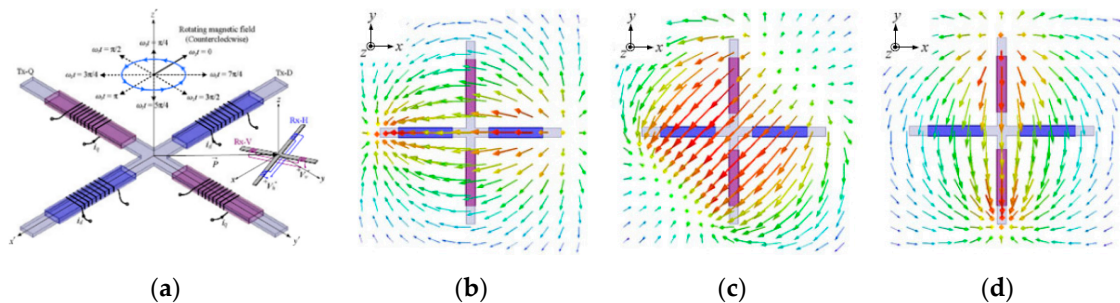 z″
Rotating magnetic field
(Counterclockwise)
ω₀t = π/4
ω₀t = π/2
ω₀t = 0
Tx-Q
Tx-D
ω₀t = 3π/4
ω₀t = 7π/4
ω₀t = π
ω₀t = 3π/2
ω₀t = 5π/4
z
Rx-H
Rx-V
P
x
y
x′
y′
y
z
x
y
z
x
y
z
x
(a)
(b)
(c)
(d)